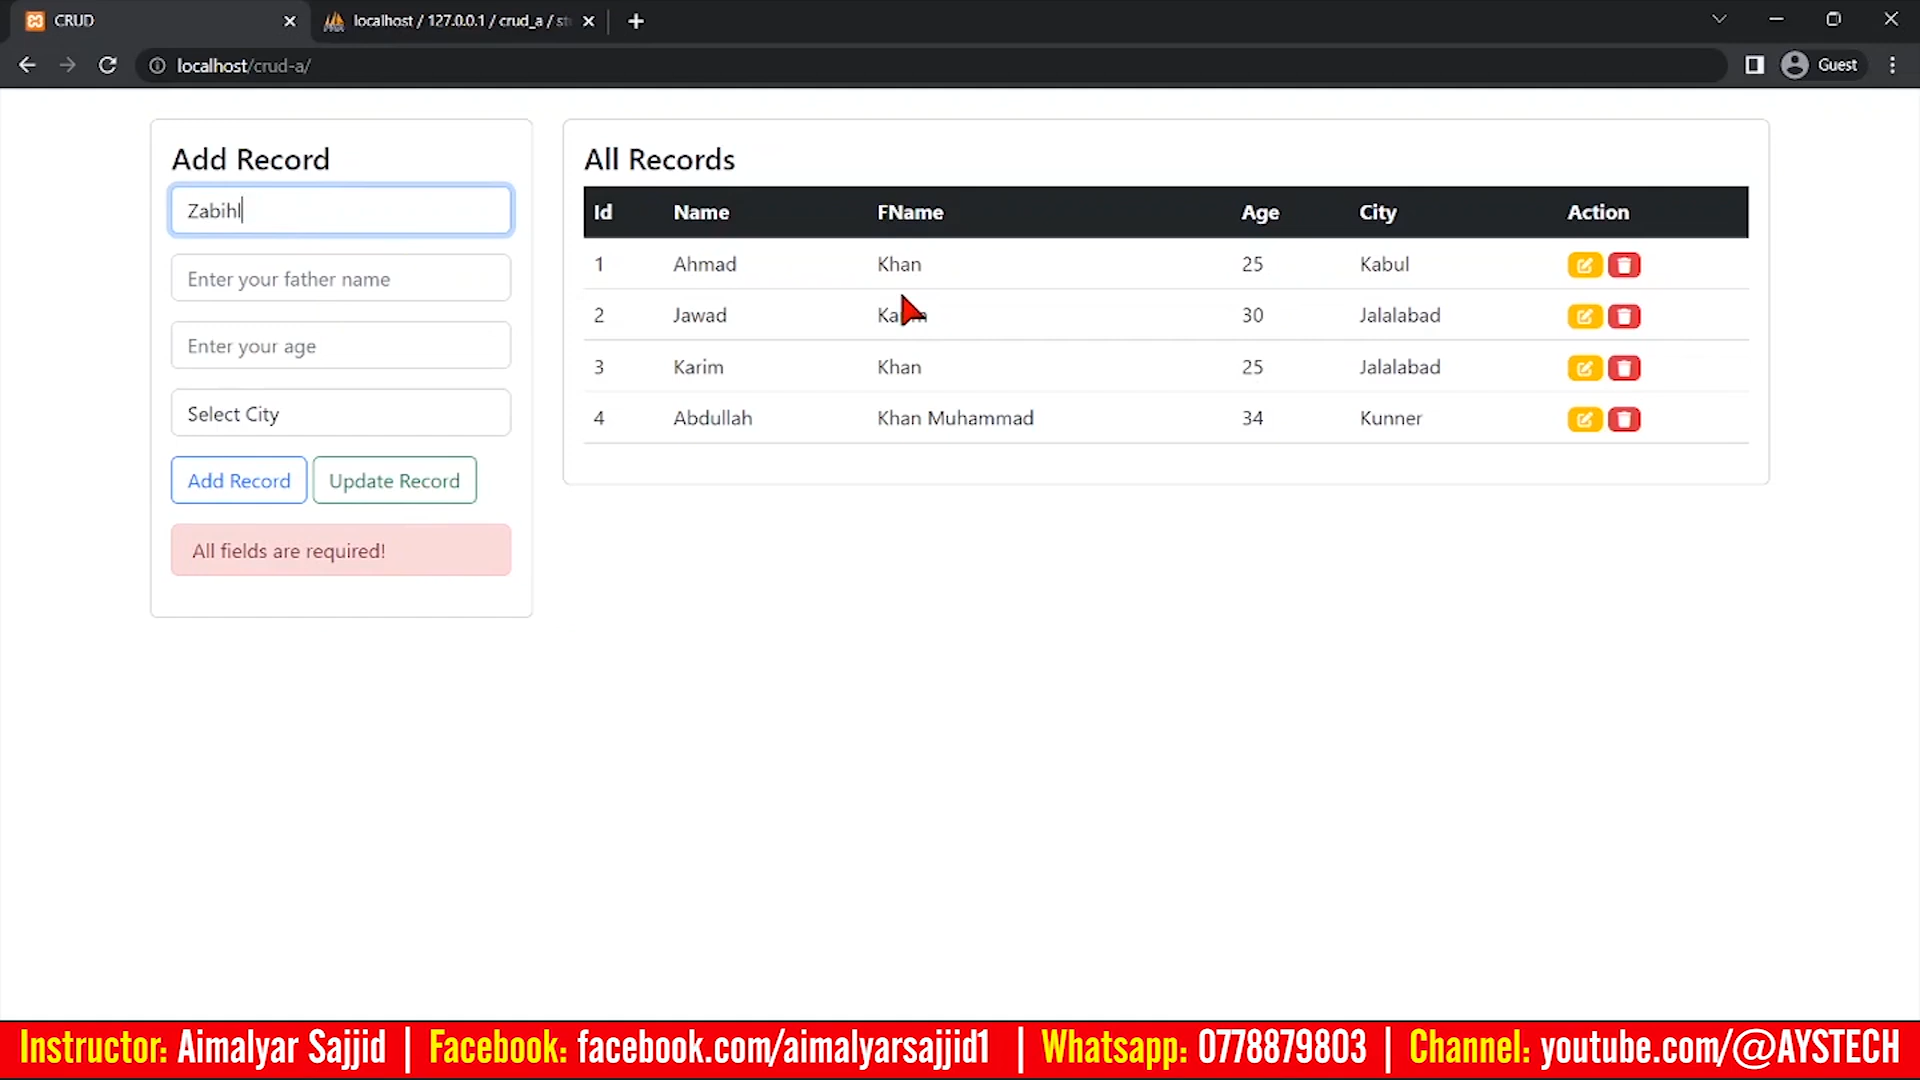 CRUD
localhost / 127.0.0.1 / crud_a / st
localhost/crud-a/
Guest
Add Record
Zabihl
Enter your father name
Enter your age
Select City
Add Record Update Record
All fields are required!
All Records
Id Name FName Age City Action
1 Ahmad Khan 25 Kabul
2 Jawad 30 Jalalabad
3 Karim Khan 25 Jalalabad
4 Abdullah Khan Muhammad 34 Kunner
Instructor: Aimalyar Sajjid | Facebook: facebook.com/aimalyarsajjid1 | Whatsapp: 0778879803 | Channel: youtube.com/@AYSTECH